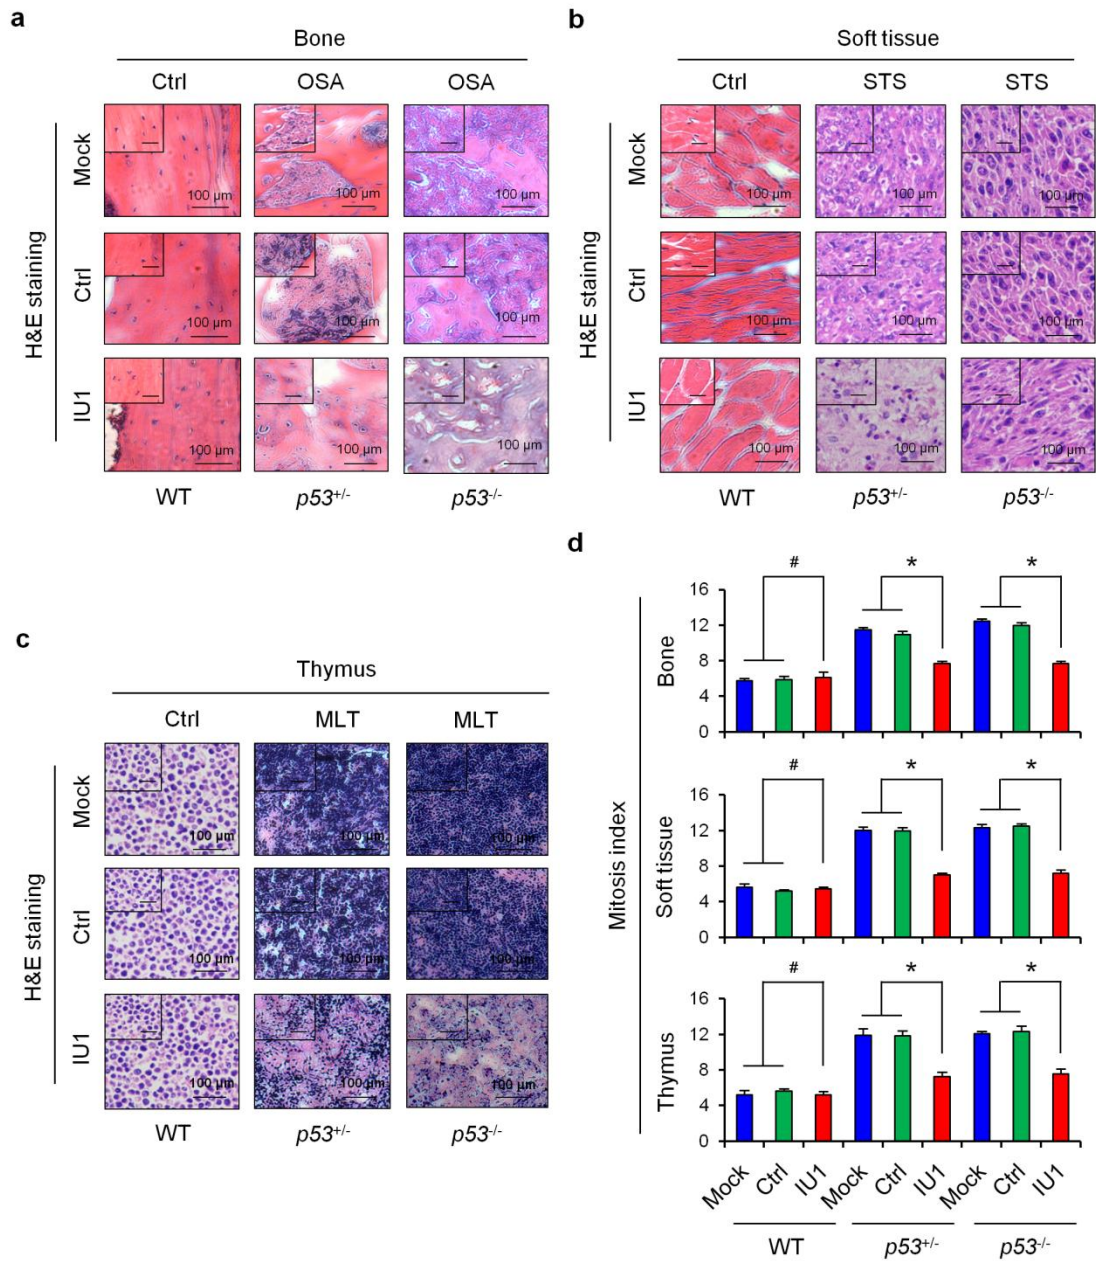 a
Bone
Ctrl OSA OSA
H&E staining
Mock
100 µm 100 µm 100 µm
Ctrl
100 µm 100 µm 100 µm
IU1
100 µm 100 µm 100 µm
WT p53+/- p53-/-
b
Soft tissue
Ctrl STS STS
H&E staining
Mock
100 µm 100 µm 100 µm
Ctrl
100 µm 100 µm 100 µm
IU1
100 µm 100 µm 100 µm
WT p53+/- p53-/-
c
Thymus
Ctrl MLT MLT
H&E staining
Mock
100 µm 100 µm 100 µm
Ctrl
100 µm 100 µm 100 µm
IU1
100 µm 100 µm 100 µm
WT p53+/- p53-/-
d
Mitosis index
Bone
# * *
16
12
8
4
0
Soft tissue
# * *
16
12
8
4
0
Thymus
# * *
16
12
8
4
0
Mock Ctrl IU1 Mock Ctrl IU1 Mock Ctrl IU1
WT p53+/- p53-/-